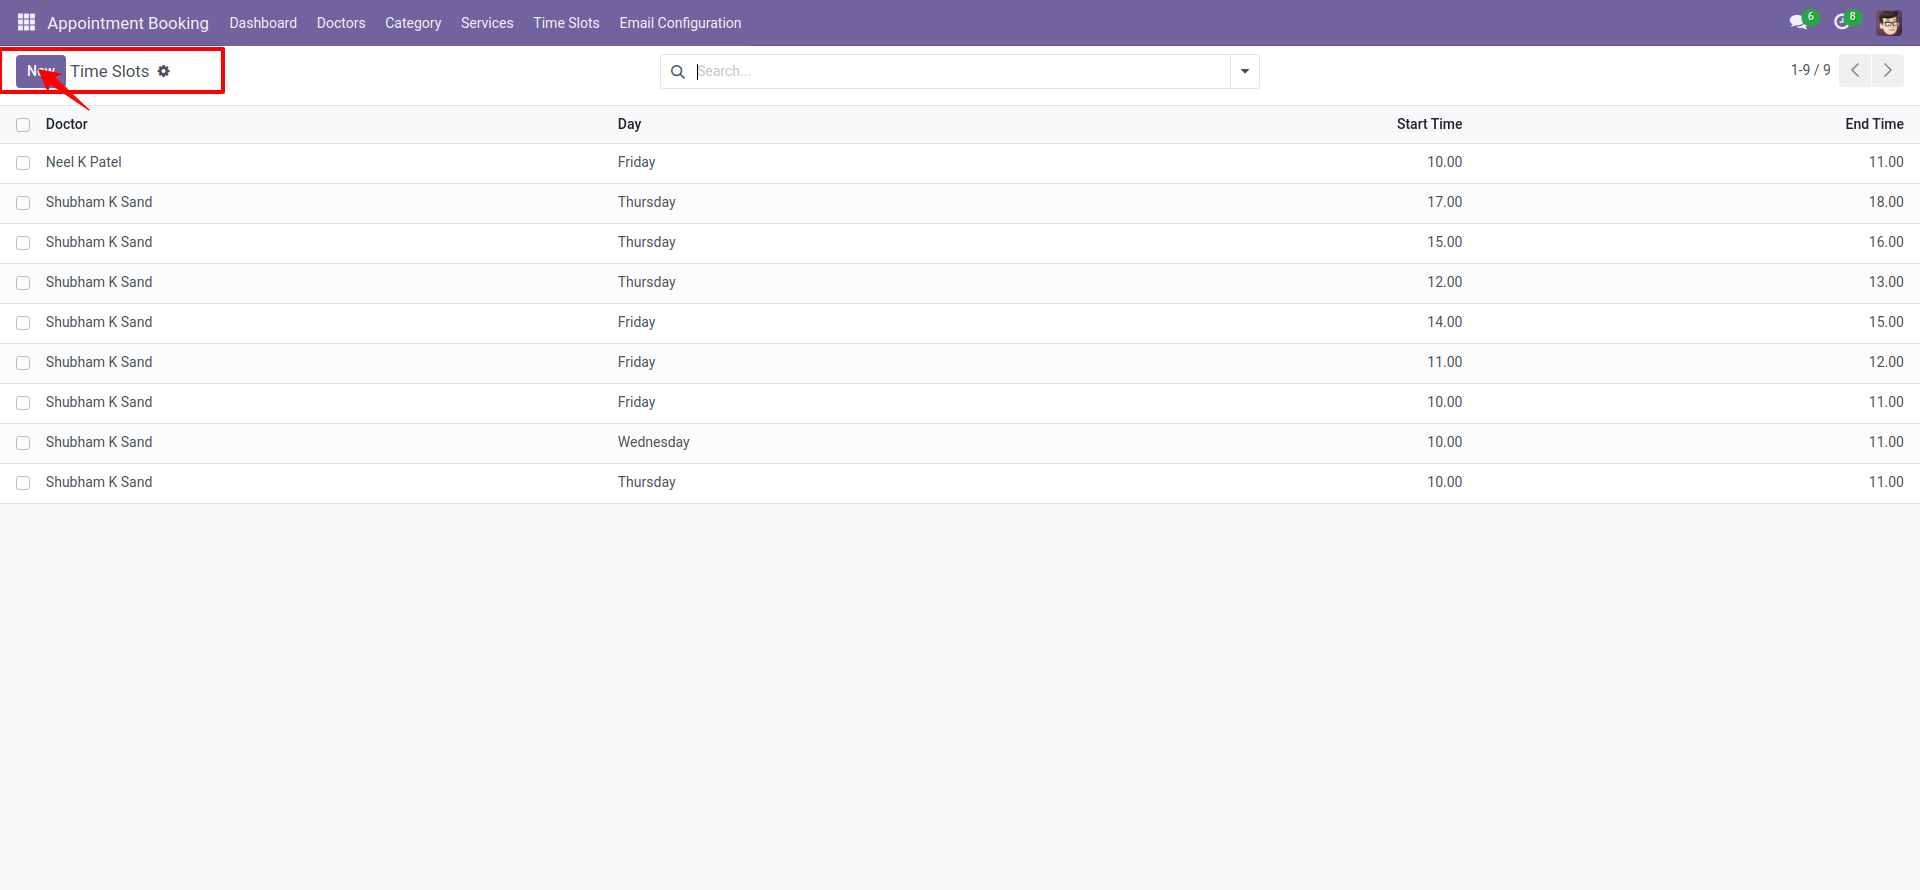 Appointment Booking Dashboard Doctors Category Services Time Slots Email Configuration 6 8
New Time Slots Search... 1-9 / 9
Doctor Day Start Time End Time
Neel K Patel Friday 10.00 11.00
Shubham K Sand Thursday 17.00 18.00
Shubham K Sand Thursday 15.00 16.00
Shubham K Sand Thursday 12.00 13.00
Shubham K Sand Friday 14.00 15.00
Shubham K Sand Friday 11.00 12.00
Shubham K Sand Friday 10.00 11.00
Shubham K Sand Wednesday 10.00 11.00
Shubham K Sand Thursday 10.00 11.00